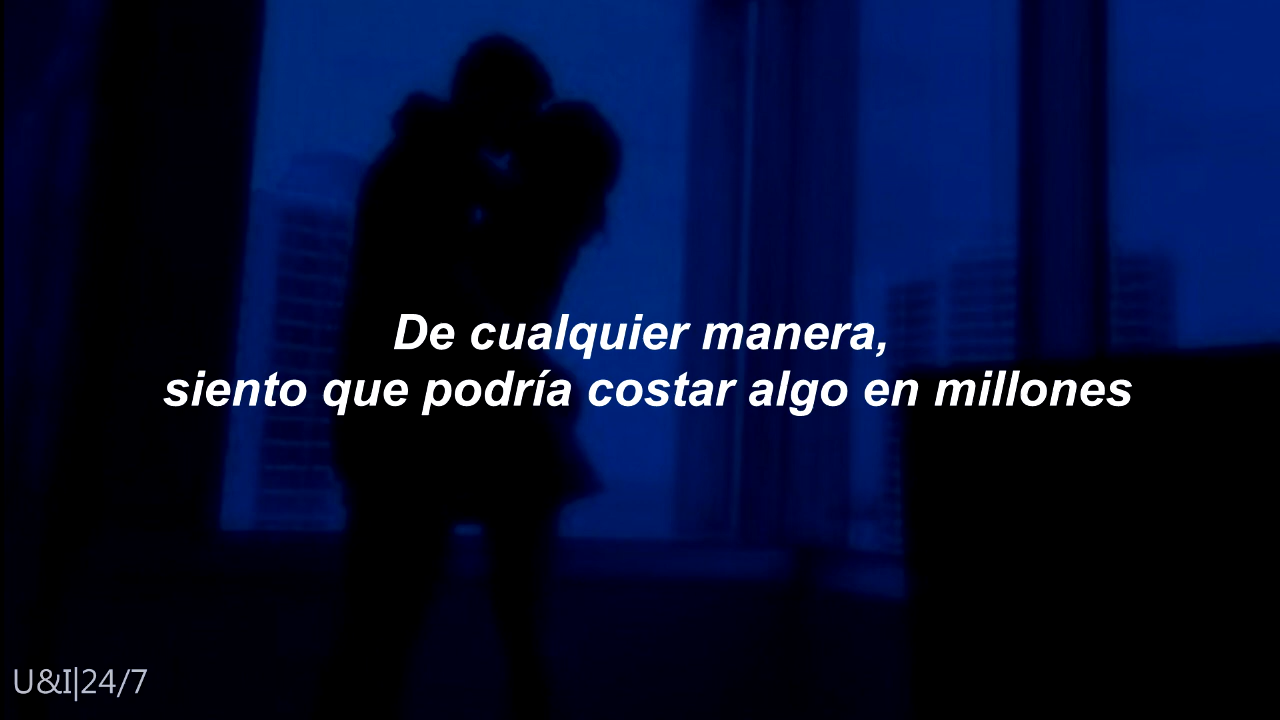 De cualquier manera,
siento que podría costar algo en millones
U&I|24/7